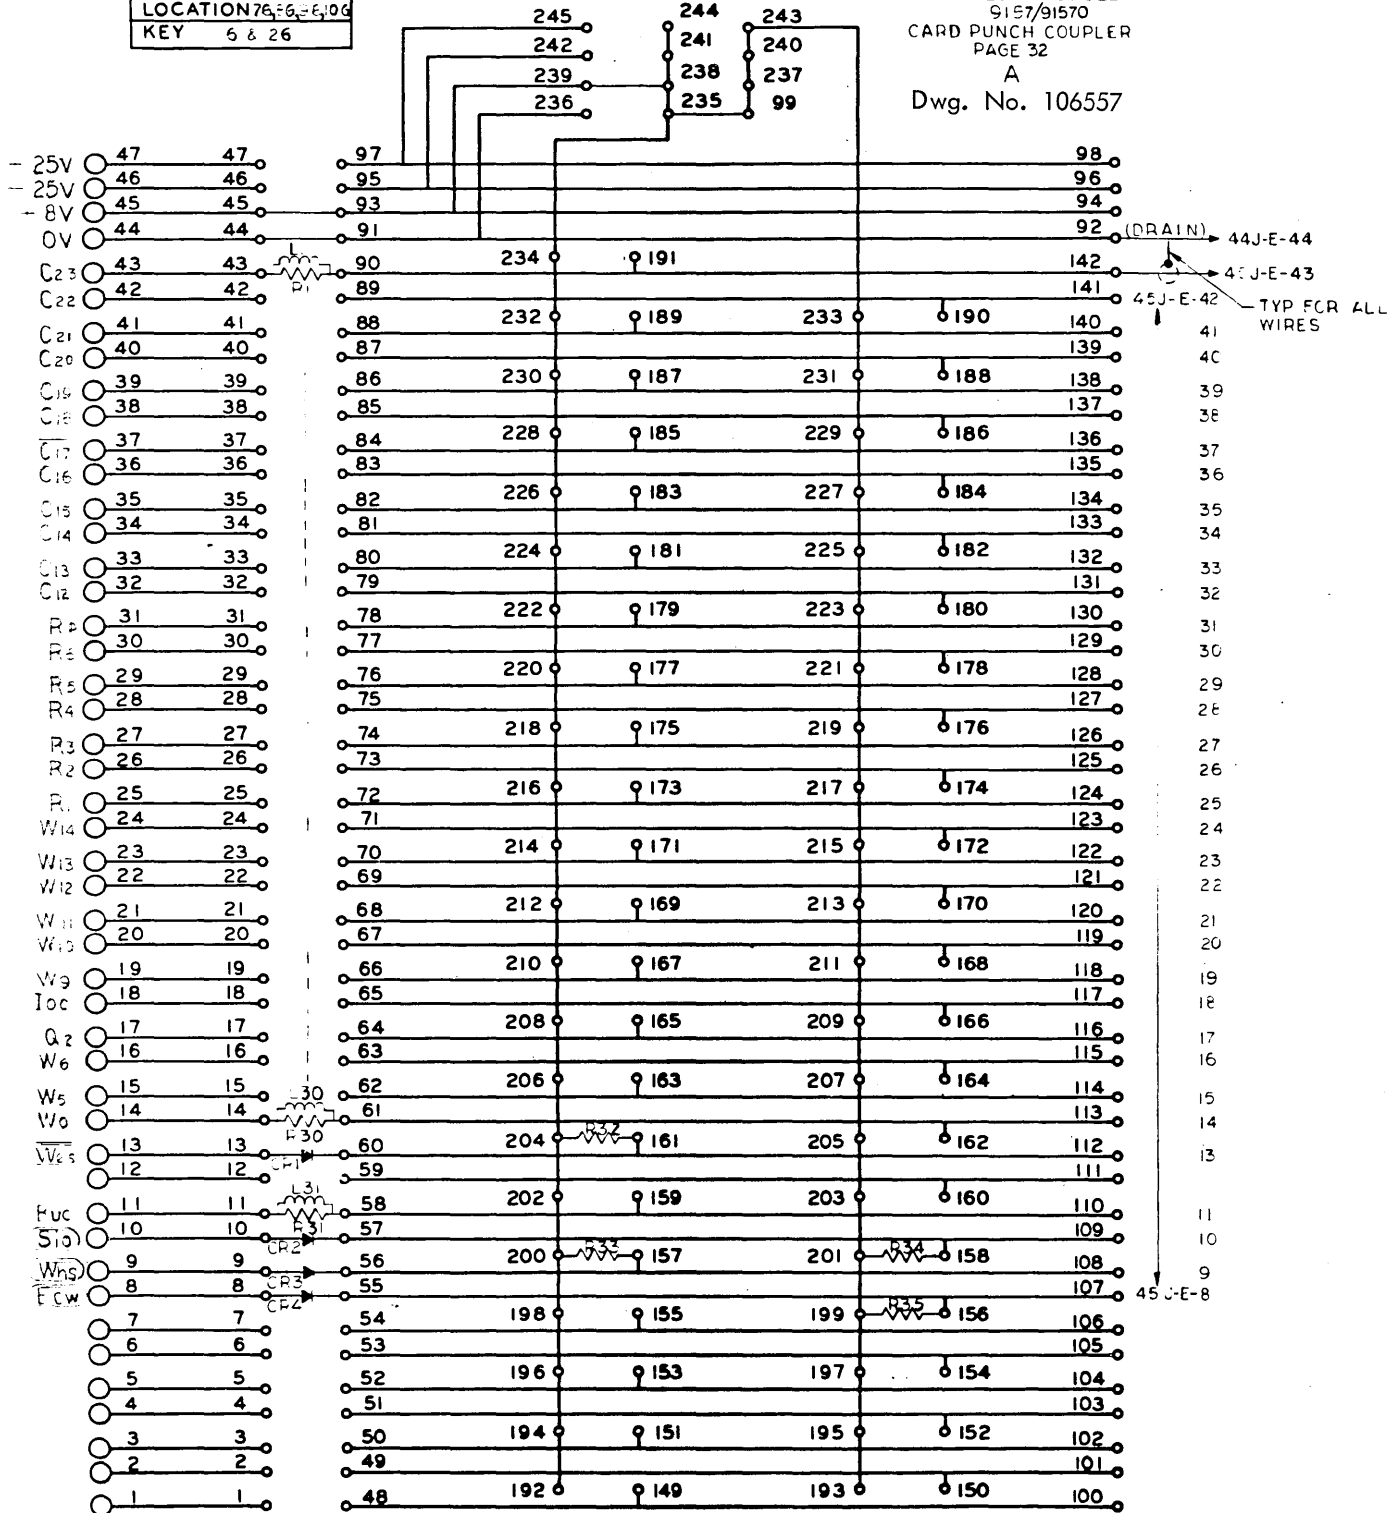 LOCATION
KEY 6 & 26
CARD PUNCH COUPLER
PAGE 32
A
Dwg. No. 106557
245 244 243
242 241 240
239 238 237
236 235 99
- 25V 47 47 97 98
- 25V 46 46 95 96
- 8V 45 45 93 94
0V 44 44 91 92 (DRAIN) 44J-E-44
234 191
C23 43 43 R1 90 142
C22 42 42 89 141 45J-E-42 TYP FOR ALL
WIRES
232 189 233 190
C21 41 41 88 140 41
C20 40 40 87 139 40
230 187 231 188
C19 39 39 86 138 39
C18 38 38 85 137 38
228 185 229 186
C17 37 37 84 136 37
C16 36 36 83 135 36
226 183 227 184
C15 35 35 82 134 35
C14 34 34 81 133 34
224 181 225 182
C13 33 33 80 132 33
C12 32 32 79 131 32
222 179 223 180
31 31 78 130 31
30 30 77 129 30
220 177 221 178
R5 29 29 76 128 29
R4 28 28 75 127 28
218 175 219 176
R3 27 27 74 126 27
R2 26 26 73 125 26
216 173 217 174
R1 25 25 72 124 25
W14 24 24 71 123 24
214 171 215 172
W13 23 23 70 122 23
W12 22 22 69 121 22
212 169 213 170
W11 21 21 68 120 21
W10 20 20 67 119 20
210 167 211 168
W9 19 19 66 118 19
Ioc 18 18 65 117 18
208 165 209 166
Q2 17 17 64 116 17
W6 16 16 63 115 16
206 163 207 164
W5 15 15 L30 62 114 15
W0 14 14 R30 61 113 14
204 R32 161 205 162
13 13 CR1 60 112 13
12 12 59 111
202 159 203 160
11 11 L31 R31 58 110 11
S10 10 10 CR2 57 109 10
200 R33 157 201 R34 158
Whs 9 9 CR3 56 108 9
8 8 CR4 55 107 45J-E-8
198 155 199 R35 156
7 7 54 106
6 6 53 105
196 153 197 154
5 5 52 104
4 4 51 103
194 151 195 152
3 3 50 102
2 2 49 101
192 149 193 150
1 1 48 100